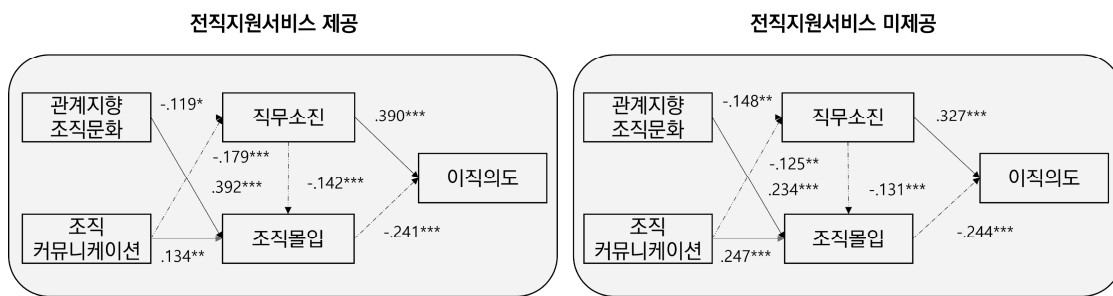 전직지원서비스 제공
관계지향
조직문화
-.119*
직무소진
.390***
-.179***
.392***
-.142***
이직의도
조직
커뮤니케이션
.134**
조직몰입
-.241***
전직지원서비스 미제공
관계지향
조직문화
-.148**
직무소진
.327***
-.125**
.234***
-.131***
이직의도
조직
커뮤니케이션
.247***
조직몰입
-.244***